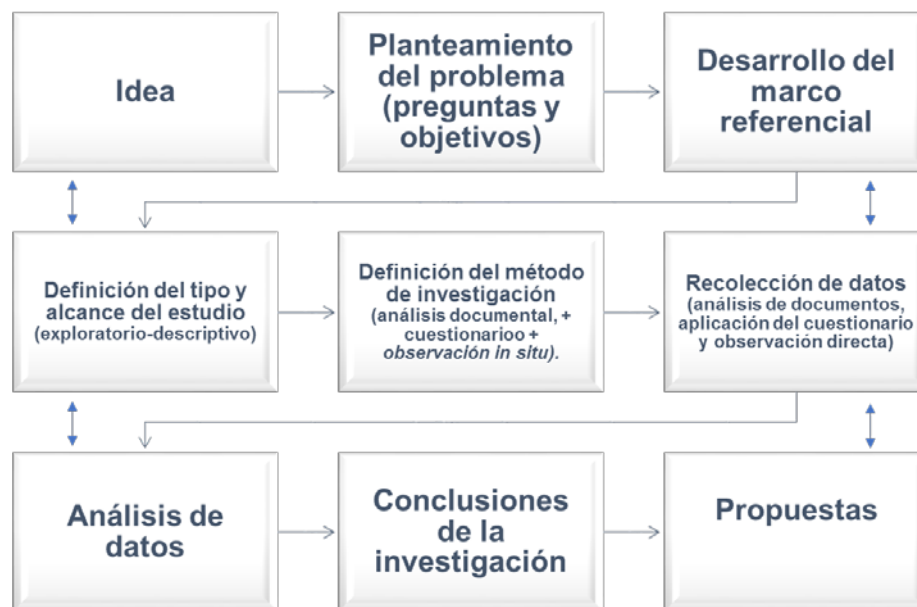 Idea
Planteamiento
del problema
(preguntas y
objetivos)
Desarrollo del
marco
referencial
Definición del tipo y
alcance del estudio
(exploratorio-descriptivo)
Definición del método
de investigación
(análisis documental, +
cuestionarioo +
observación in situ).
Recolección de datos
(análisis de documentos,
aplicación del cuestionario
y observación directa)
Análisis de
datos
Conclusiones
de la
investigación
Propuestas